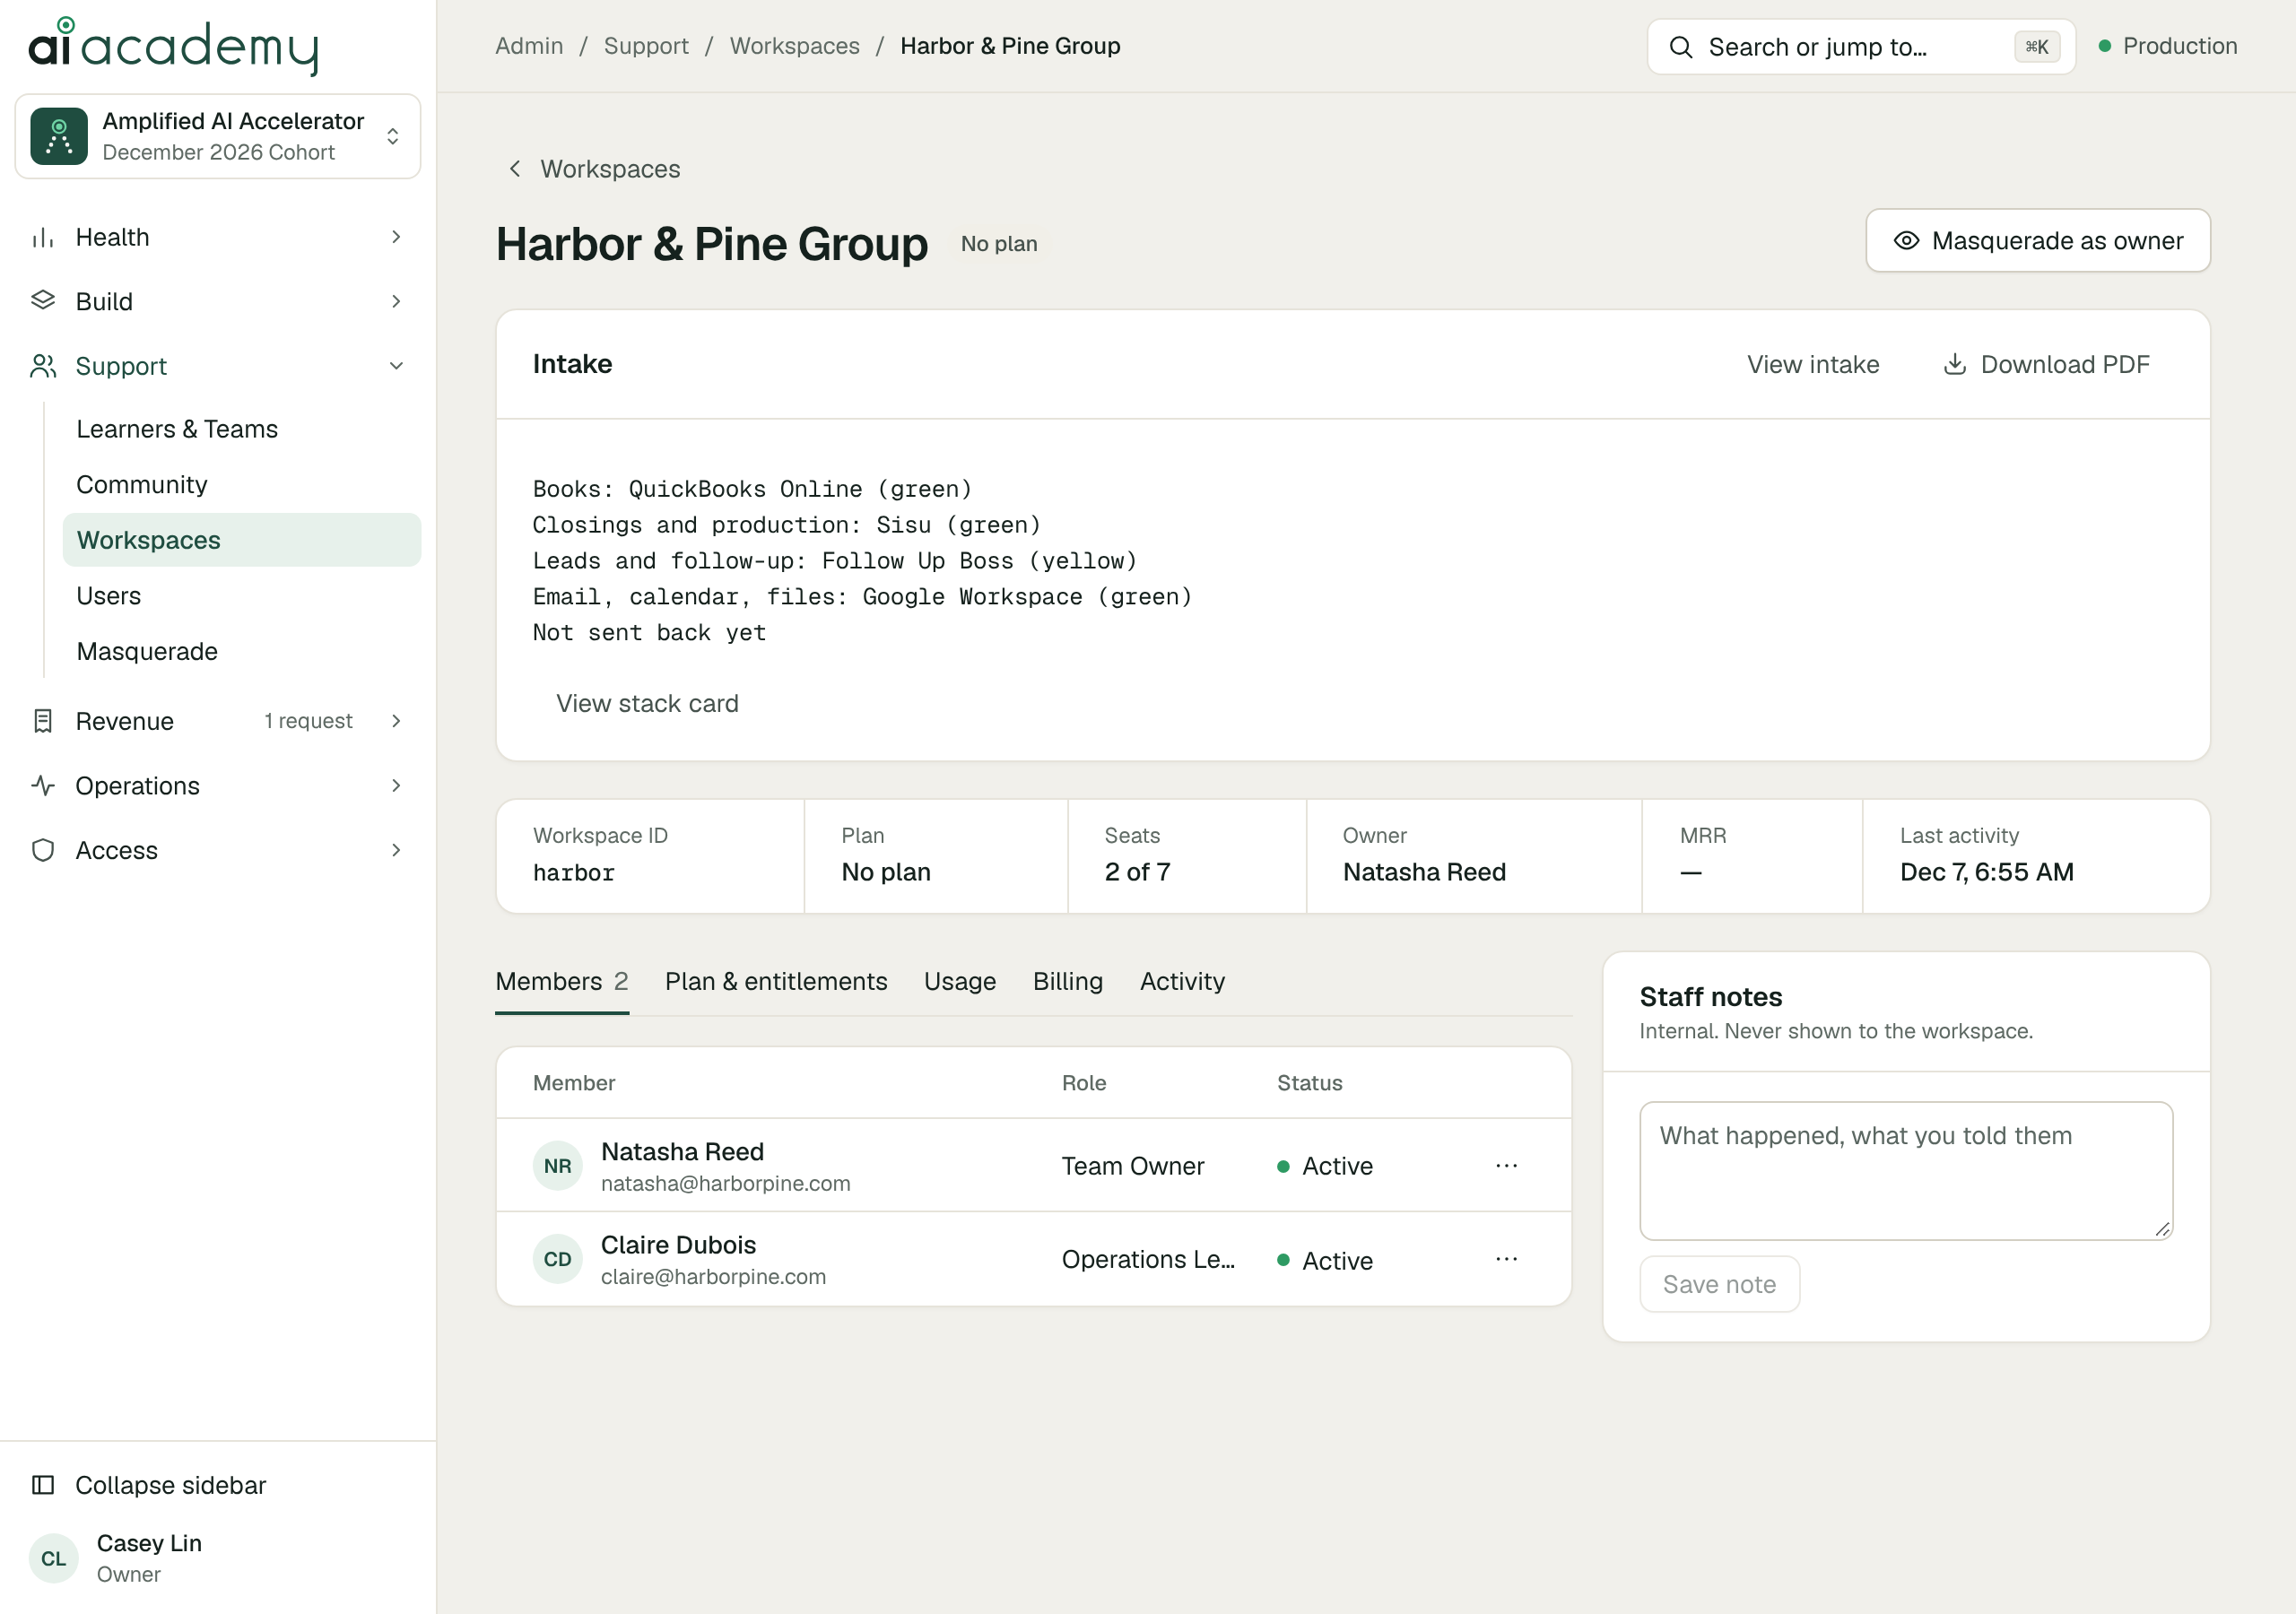 ai academy
Amplified AI Accelerator
December 2026 Cohort
Health
Build
Support
Learners & Teams
Community
Workspaces
Users
Masquerade
Revenue 1 request
Operations
Access
Collapse sidebar
CL
Casey Lin
Owner
Admin / Support / Workspaces / Harbor & Pine Group
Search or jump to… ⌘K
Production
Workspaces
Harbor & Pine Group No plan
Masquerade as owner
Intake
View intake
Download PDF
Books: QuickBooks Online (green)
Closings and production: Sisu (green)
Leads and follow-up: Follow Up Boss (yellow)
Email, calendar, files: Google Workspace (green)
Not sent back yet
View stack card
Workspace ID
harbor
Plan
No plan
Seats
2 of 7
Owner
Natasha Reed
MRR
—
Last activity
Dec 7, 6:55 AM
Members 2 Plan & entitlements Usage Billing Activity
Member Role Status
NR
Natasha Reed
natasha@harborpine.com
Team Owner
Active
CD
Claire Dubois
claire@harborpine.com
Operations Le…
Active
Staff notes
Internal. Never shown to the workspace.
What happened, what you told them
Save note